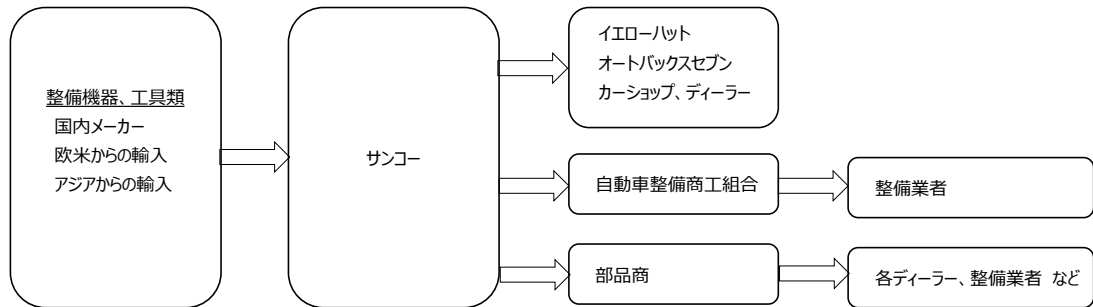 整備機器、工具類
国内メーカー
欧米からの輸入
アジアからの輸入
サンコー
イエローハット
オートバックスセブン
カーショップ、ディーラー
自動車整備商工組合
整備業者
部品商
各ディーラー、整備業者 など